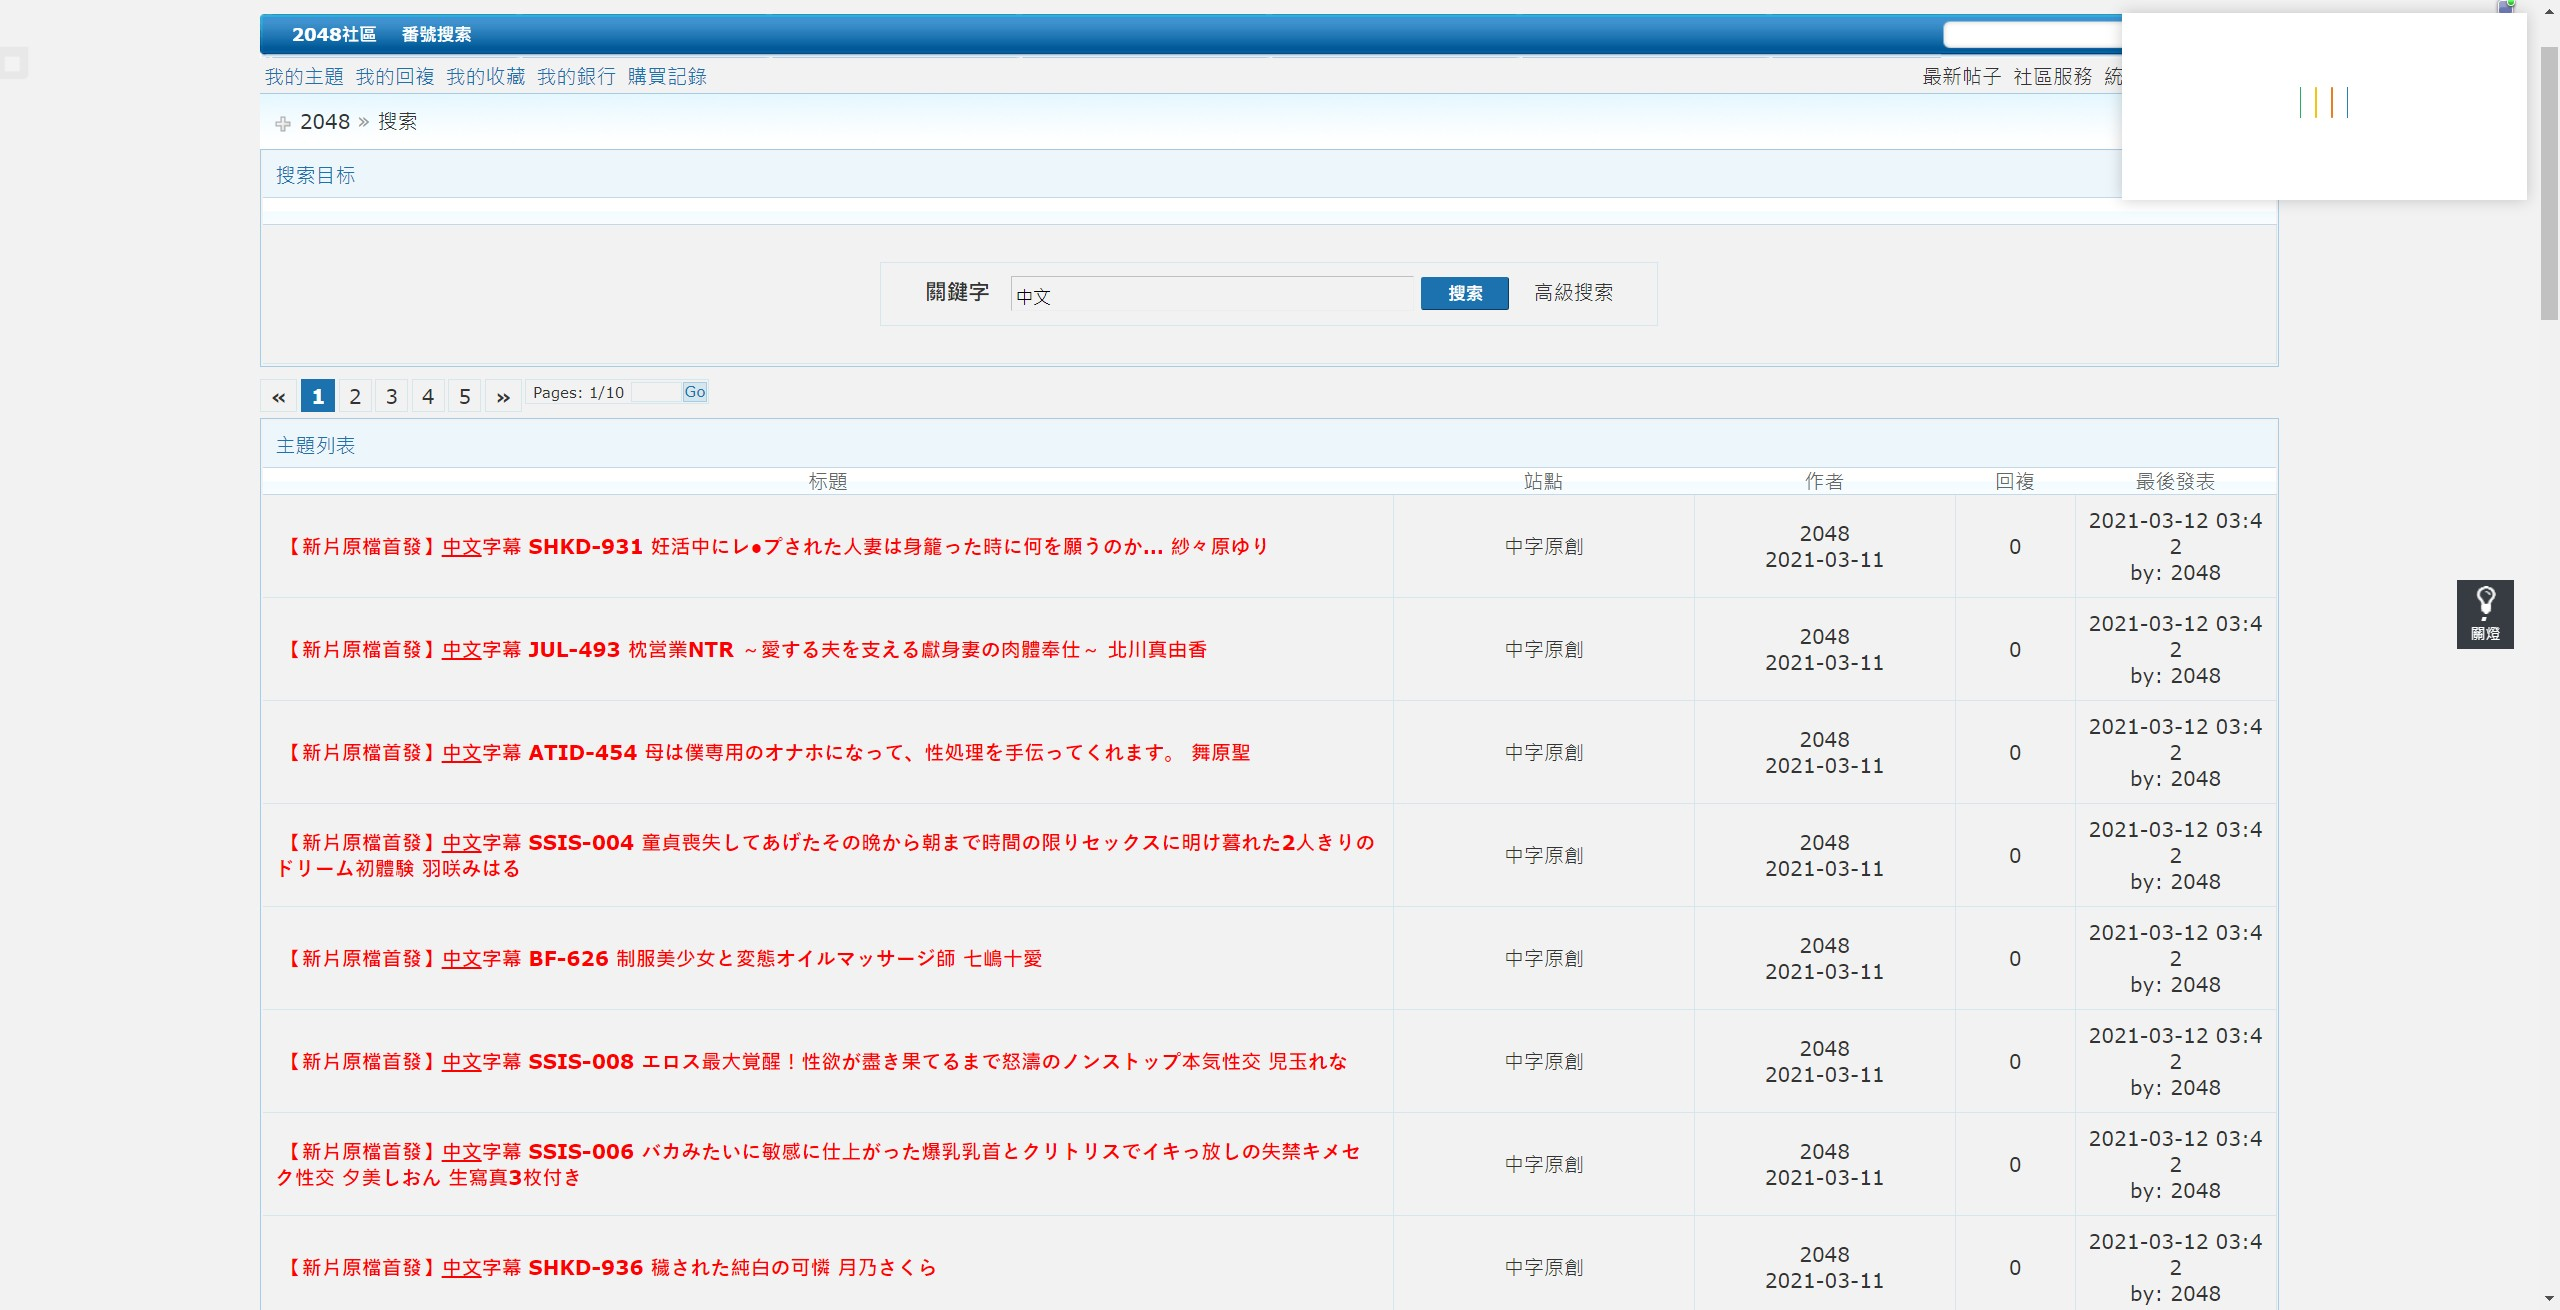 2048社區 番號搜索
我的主題 我的回複 我的收藏 我的銀行 購買記錄 最新帖子 社區服務 統
2048 » 搜索
搜索目标
關鍵字 中文 搜索 高級搜索
« 1 2 3 4 5 » Pages: 1/10 Go
主題列表
标題 站點 作者 回複 最後發表
【新片原檔首發】中文字幕 SHKD-931 妊活中にレ●プされた人妻は身籠った時に何を願うのか… 紗々原ゆり 中字原創 2048 2021-03-11 0 2021-03-12 03:42 by: 2048
【新片原檔首發】中文字幕 JUL-493 枕営業NTR ～愛する夫を支える獻身妻の肉體奉仕～ 北川真由香 中字原創 2048 2021-03-11 0 2021-03-12 03:42 by: 2048
【新片原檔首發】中文字幕 ATID-454 母は僕専用のオナホになって、性処理を手伝ってくれます。 舞原聖 中字原創 2048 2021-03-11 0 2021-03-12 03:42 by: 2048
【新片原檔首發】中文字幕 SSIS-004 童貞喪失してあげたその晩から朝まで時間の限りセックスに明け暮れた2人きりのドリーム初體験 羽咲みはる 中字原創 2048 2021-03-11 0 2021-03-12 03:42 by: 2048
【新片原檔首發】中文字幕 BF-626 制服美少女と変態オイルマッサージ師 七嶋十愛 中字原創 2048 2021-03-11 0 2021-03-12 03:42 by: 2048
【新片原檔首發】中文字幕 SSIS-008 エロス最大覚醒！性欲が盡き果てるまで怒濤のノンストップ本気性交 児玉れな 中字原創 2048 2021-03-11 0 2021-03-12 03:42 by: 2048
【新片原檔首發】中文字幕 SSIS-006 バカみたいに敏感に仕上がった爆乳乳首とクリトリスでイキっ放しの失禁キメセク性交 夕美しおん 生寫真3枚付き 中字原創 2048 2021-03-11 0 2021-03-12 03:42 by: 2048
【新片原檔首發】中文字幕 SHKD-936 穢された純白の可憐 月乃さくら 中字原創 2048 2021-03-11 0 2021-03-12 03:42 by: 2048
關燈